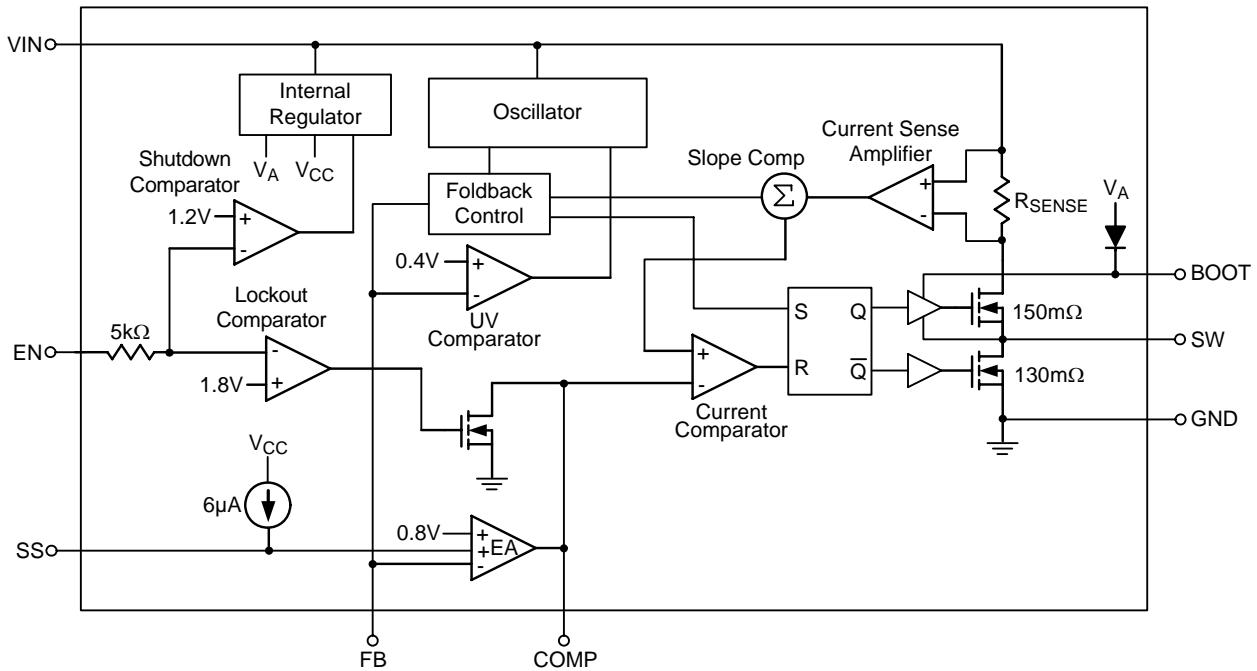 VIN
Internal
Regulator
Oscillator
Current Sense
Amplifier
Slope Comp
Shutdown
Comparator
VA
VCC
Foldback
Control
Σ
+
-
RSENSE
VA
1.2V
+
-
0.4V
+
-
UV
Comparator
BOOT
Lockout
Comparator
S
Q
150mΩ
5kΩ
EN
-
1.8V
+
SW
+
-
R
Q
130mΩ
Current
Comparator
GND
VCC
6µA
0.8V
+
SS
+
EA
-
FB
COMP